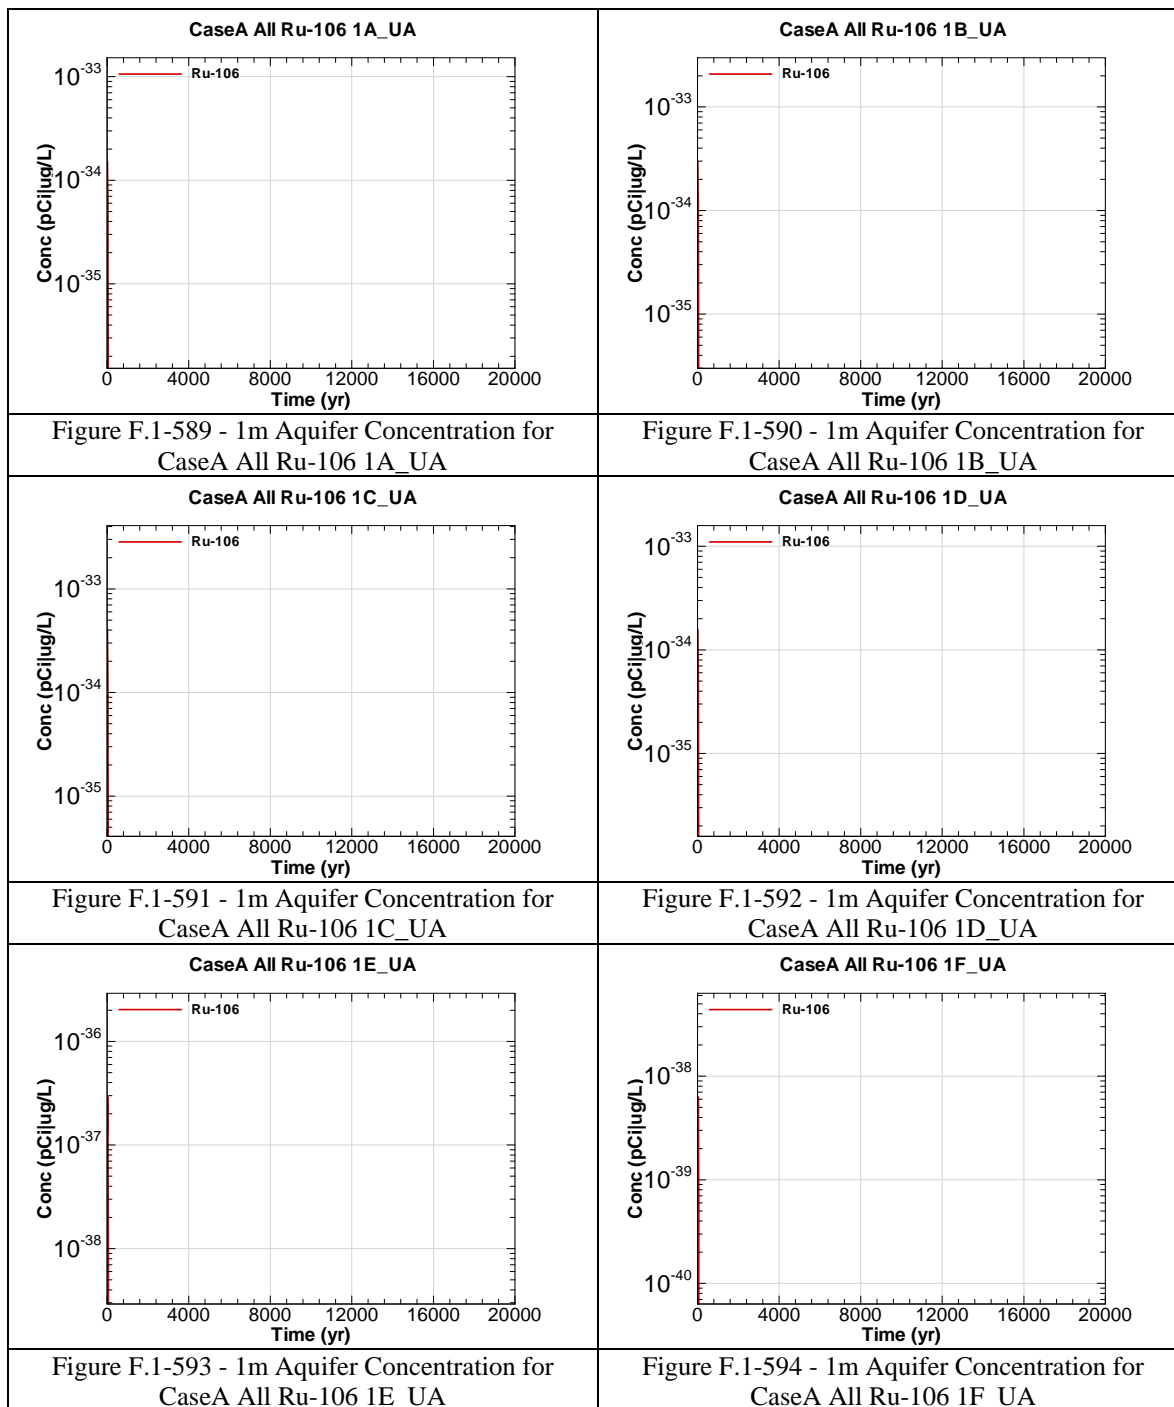 CaseA All Ru-106 1A_UA
Ru-106
10-33
10-34
10-35
Conc (pCi|ug/L)
0 4000 8000 12000 16000 20000
Time (yr)
Figure F.1-589 - 1m Aquifer Concentration for
CaseA All Ru-106 1A_UA
CaseA All Ru-106 1B_UA
Ru-106
10-33
10-34
10-35
Conc (pCi|ug/L)
0 4000 8000 12000 16000 20000
Time (yr)
Figure F.1-590 - 1m Aquifer Concentration for
CaseA All Ru-106 1B_UA
CaseA All Ru-106 1C_UA
Ru-106
10-33
10-34
10-35
Conc (pCi|ug/L)
0 4000 8000 12000 16000 20000
Time (yr)
Figure F.1-591 - 1m Aquifer Concentration for
CaseA All Ru-106 1C_UA
CaseA All Ru-106 1D_UA
Ru-106
10-33
10-34
10-35
Conc (pCi|ug/L)
0 4000 8000 12000 16000 20000
Time (yr)
Figure F.1-592 - 1m Aquifer Concentration for
CaseA All Ru-106 1D_UA
CaseA All Ru-106 1E_UA
Ru-106
10-36
10-37
10-38
Conc (pCi|ug/L)
0 4000 8000 12000 16000 20000
Time (yr)
Figure F.1-593 - 1m Aquifer Concentration for
CaseA All Ru-106 1E_UA
CaseA All Ru-106 1F_UA
Ru-106
10-38
10-39
10-40
Conc (pCi|ug/L)
0 4000 8000 12000 16000 20000
Time (yr)
Figure F.1-594 - 1m Aquifer Concentration for
CaseA All Ru-106 1F_UA